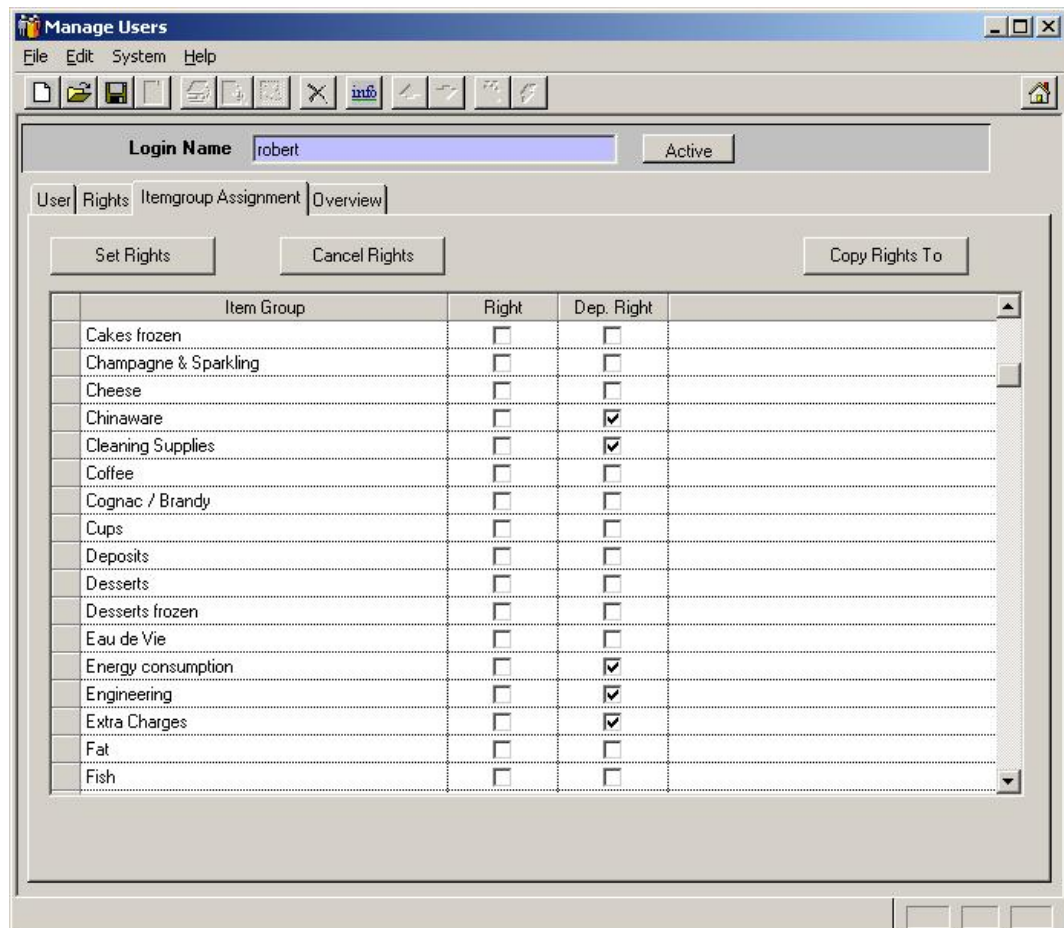 Manage Users
File Edit System Help
info
Login Name robert Active
User Rights Itemgroup Assignment Overview
Set Rights Cancel Rights Copy Rights To
Item Group Right Dep. Right
Cakes frozen
Champagne & Sparkling
Cheese
Chinaware
Cleaning Supplies
Coffee
Cognac / Brandy
Cups
Deposits
Desserts
Desserts frozen
Eau de Vie
Energy consumption
Engineering
Extra Charges
Fat
Fish